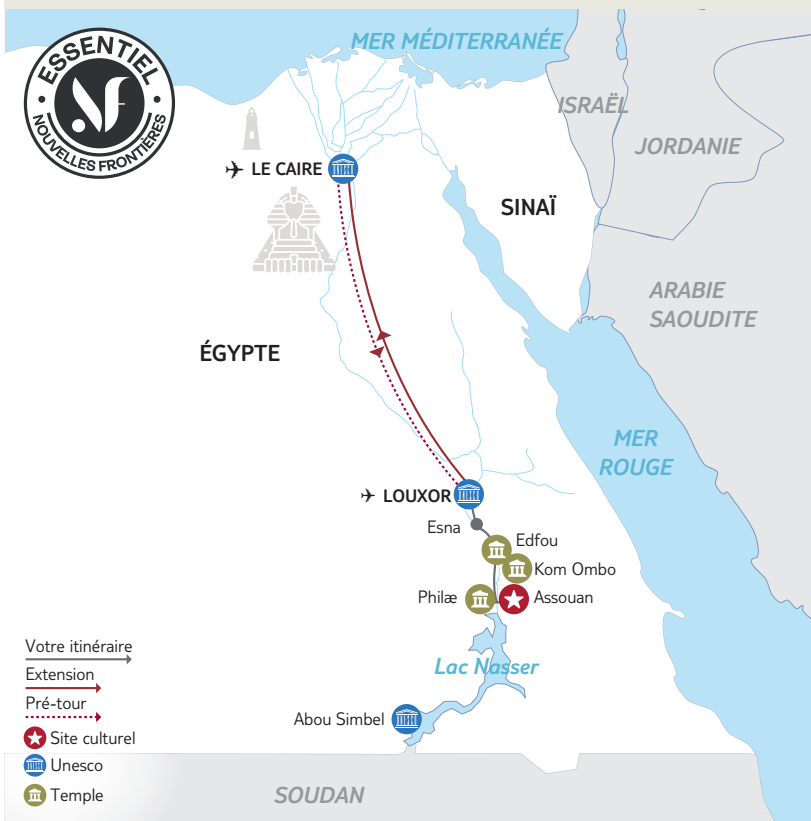 ESSENTIEL
NF
NOUVELLES FRONTIÈRES
MER MÉDITERRANÉE
ISRAËL
JORDANIE
LE CAIRE
SINAÏ
ARABIE
SAOUDITE
ÉGYPTE
MER
ROUGE
LOUXOR
Esna
Edfou
Kom Ombo
Philæ
Assouan
Lac Nasser
Abou Simbel
SOUDAN
Votre itinéraire
Extension
Pré-tour
Site culturel
Unesco
Temple